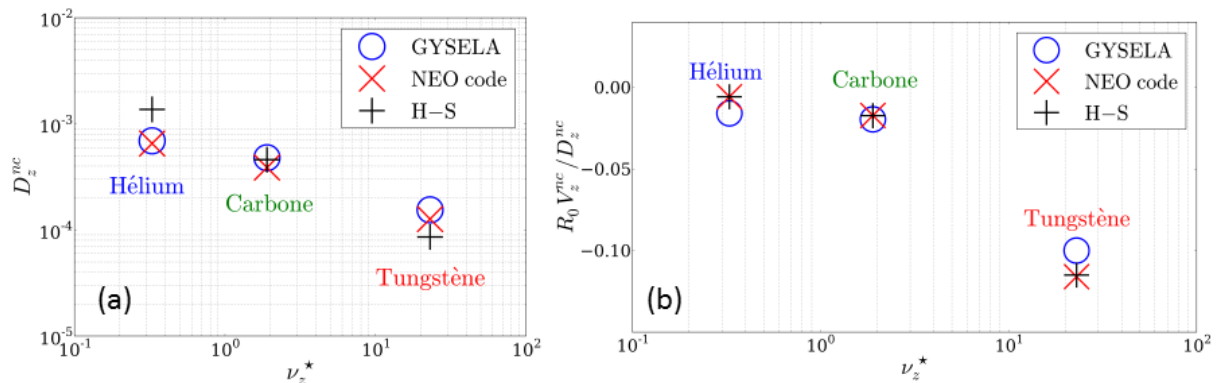 10^-2
10^-3
10^-4
10^-5
D_z^nc
GYSELA
NEO code
H−S
Hélium
Carbone
Tungstène
(a)
10^-1 10^0 10^1 10^2
ν_z^⋆
0.00
−0.05
−0.10
R_0 V_z^nc / D_z^nc
GYSELA
NEO code
H−S
Hélium
Carbone
Tungstène
(b)
10^-1 10^0 10^1 10^2
ν_z^⋆